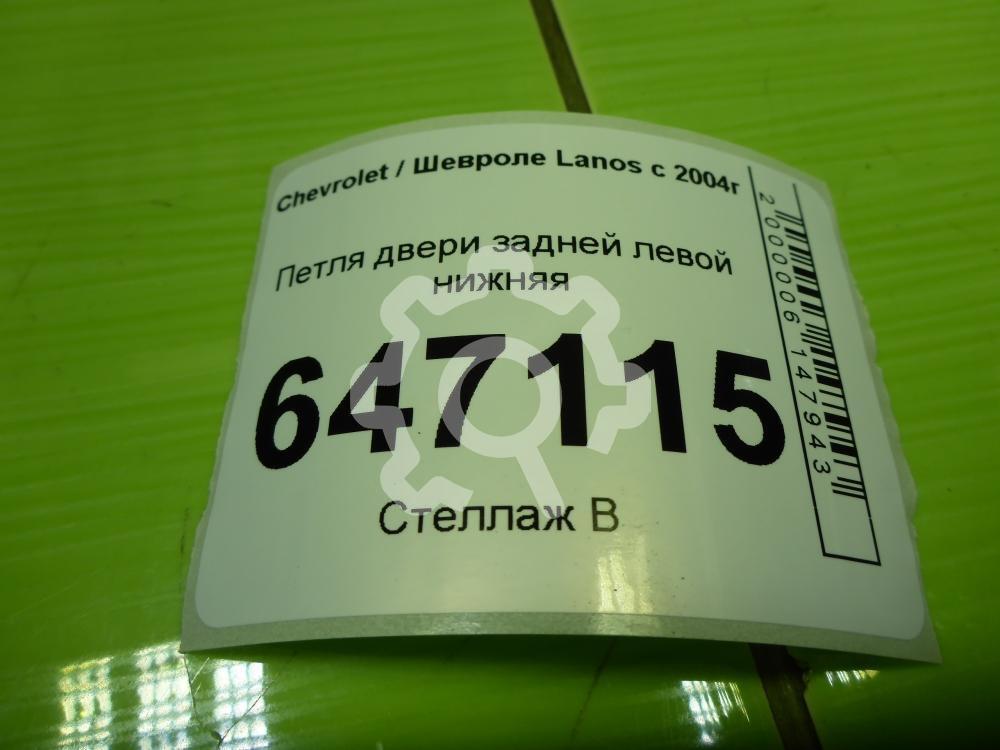 Chevrolet / Шевроле Lanos с 2004г
Петля двери задней левой
нижняя
647115
Стеллаж В
2000006147943